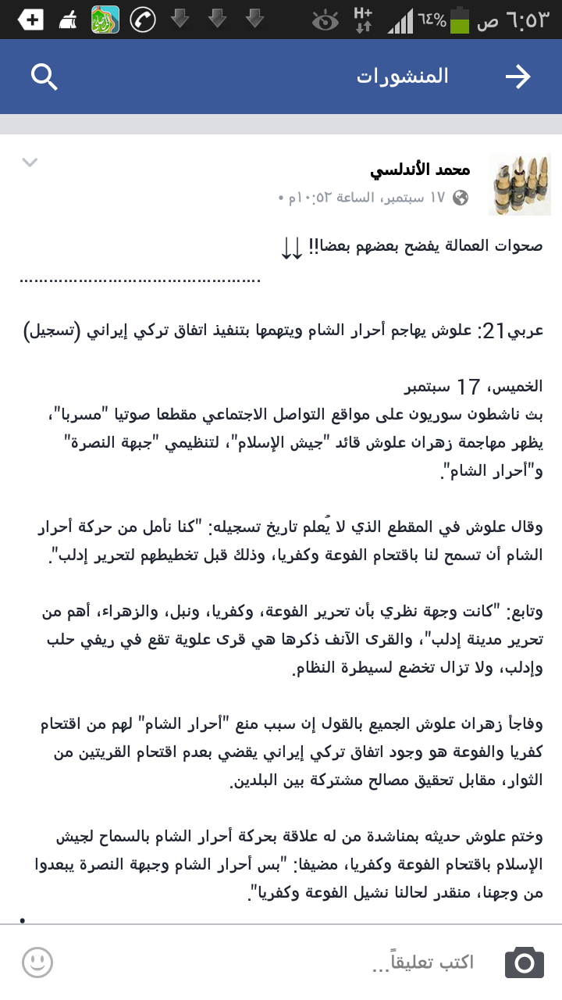 ٦:٥٣ ص ٦٤% H+
المنشورات
محمد الأندلسي
١٧ سبتمبر، الساعة ١٠:٥٢م •
صحوات العمالة يفضح بعضهم بعضا!! ↓↓
................................................
عربي21: علوش يهاجم أحرار الشام ويتهمها بتنفيذ اتفاق تركي إيراني (تسجيل)
الخميس، 17 سبتمبر
بث ناشطون سوريون على مواقع التواصل الاجتماعي مقطعا صوتيا "مسربا"،
يظهر مهاجمة زهران علوش قائد "جيش الإسلام"، لتنظيمي "جبهة النصرة"
و"أحرار الشام".
وقال علوش في المقطع الذي لا يُعلم تاريخ تسجيله: "كنا نأمل من حركة أحرار
الشام أن تسمح لنا باقتحام الفوعة وكفريا، وذلك قبل تخطيطهم لتحرير إدلب".
وتابع: "كانت وجهة نظري بأن تحرير الفوعة، وكفريا، ونبل، والزهراء، أهم من
تحرير مدينة إدلب"، والقرى الآنف ذكرها هي قرى علوية تقع في ريفي حلب
وإدلب، ولا تزال تخضع لسيطرة النظام.
وفاجأ زهران علوش الجميع بالقول إن سبب منع "أحرار الشام" لهم من اقتحام
كفريا والفوعة هو وجود اتفاق تركي إيراني يقضي بعدم اقتحام القريتين من
الثوار، مقابل تحقيق مصالح مشتركة بين البلدين.
وختم علوش حديثه بمناشدة من له علاقة بحركة أحرار الشام بالسماح لجيش
الإسلام باقتحام الفوعة وكفريا، مضيفا: "بس أحرار الشام وجبهة النصرة يبعدوا
من وجهنا، منقدر لحالنا نشيل الفوعة وكفريا".
اكتب تعليقاً...